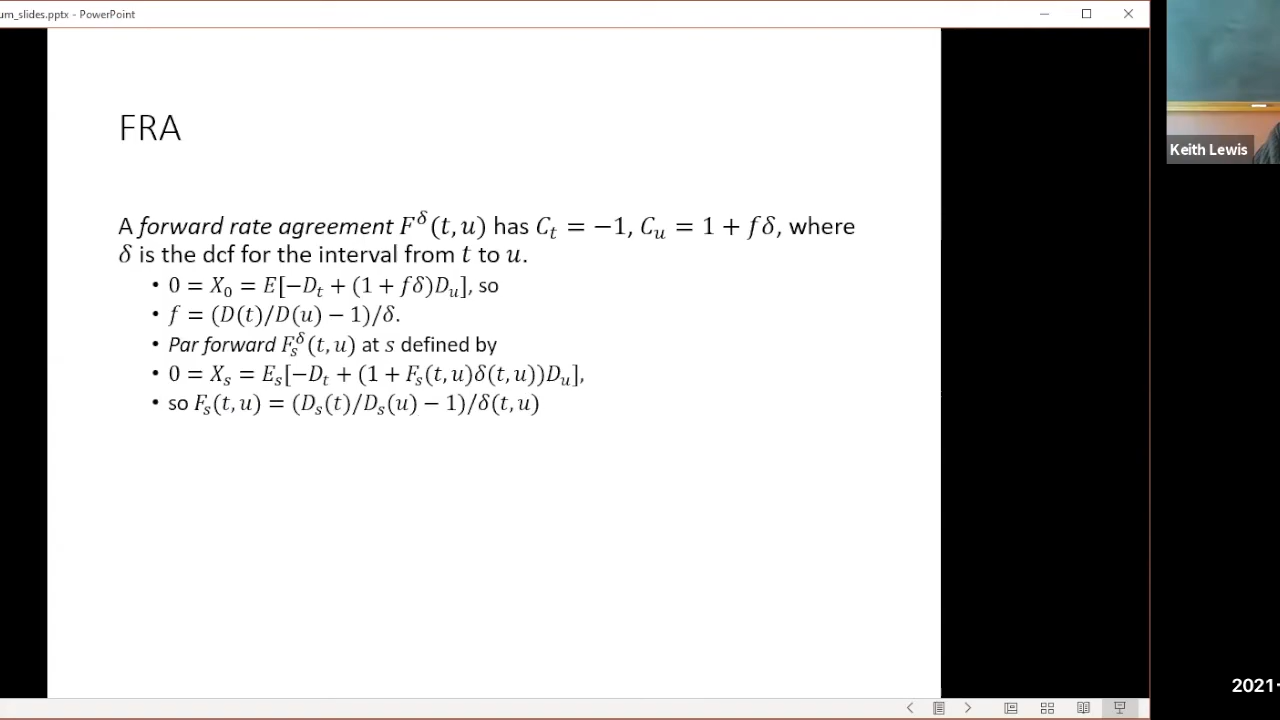 um_slides.pptx - PowerPoint
FRA
A forward rate agreement F^δ(t, u) has C_t = −1, C_u = 1 + fδ, where
δ is the dcf for the interval from t to u.
• 0 = X_0 = E[−D_t + (1 + fδ)D_u], so
• f = (D(t)/D(u) − 1)/δ.
• Par forward F_s^δ(t, u) at s defined by
• 0 = X_s = E_s[−D_t + (1 + F_s(t, u)δ(t, u))D_u],
• so F_s(t, u) = (D_s(t)/D_s(u) − 1)/δ(t, u)
Keith Lewis
2021-